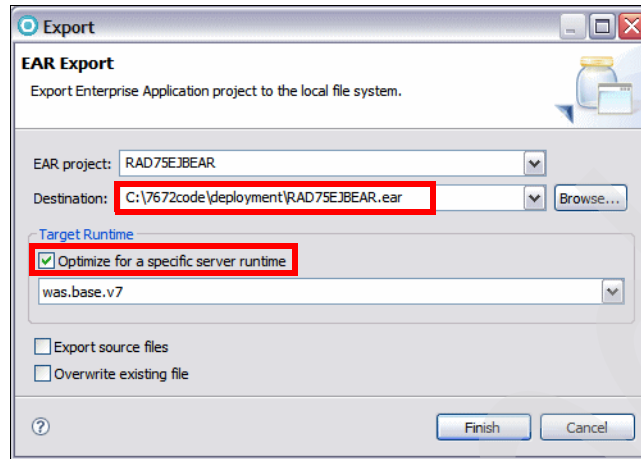 Export
EAR Export
Export Enterprise Application project to the local file system.
EAR project: RAD75EJBEAR
Destination: C:\7672code\deployment\RAD75EJBEAR.ear Browse...
Target Runtime
Optimize for a specific server runtime
was.base.v7
Export source files
Overwrite existing file
? Finish Cancel